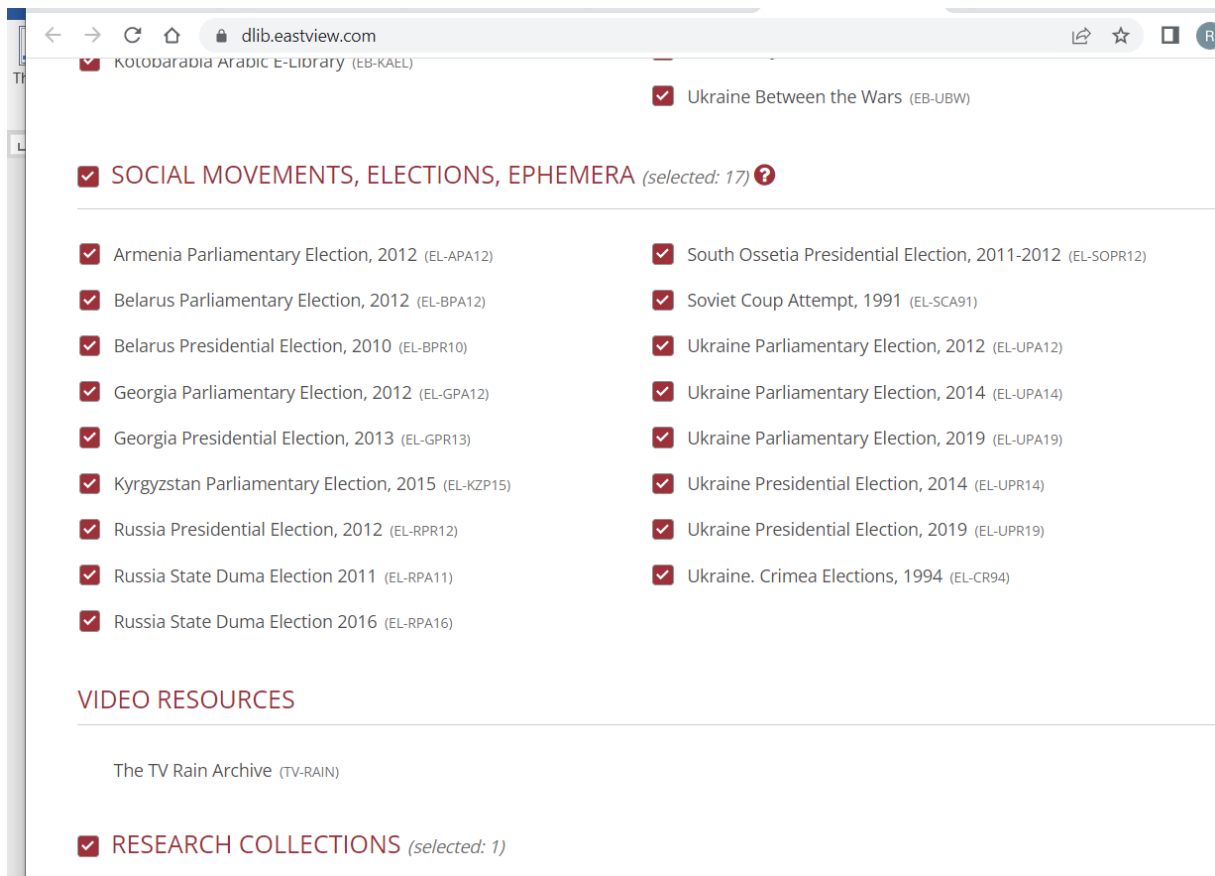 dlib.eastview.com
R
Kotobarabia Arabic E-Library (EB-KAEL)
Ukraine Between the Wars (EB-UBW)
SOCIAL MOVEMENTS, ELECTIONS, EPHEMERA (selected: 17) ?
Armenia Parliamentary Election, 2012 (EL-APA12)
Belarus Parliamentary Election, 2012 (EL-BPA12)
Belarus Presidential Election, 2010 (EL-BPR10)
Georgia Parliamentary Election, 2012 (EL-GPA12)
Georgia Presidential Election, 2013 (EL-GPR13)
Kyrgyzstan Parliamentary Election, 2015 (EL-KZP15)
Russia Presidential Election, 2012 (EL-RPR12)
Russia State Duma Election 2011 (EL-RPA11)
Russia State Duma Election 2016 (EL-RPA16)
South Ossetia Presidential Election, 2011-2012 (EL-SOPR12)
Soviet Coup Attempt, 1991 (EL-SCA91)
Ukraine Parliamentary Election, 2012 (EL-UPA12)
Ukraine Parliamentary Election, 2014 (EL-UPA14)
Ukraine Parliamentary Election, 2019 (EL-UPA19)
Ukraine Presidential Election, 2014 (EL-UPR14)
Ukraine Presidential Election, 2019 (EL-UPR19)
Ukraine. Crimea Elections, 1994 (EL-CR94)
VIDEO RESOURCES
The TV Rain Archive (TV-RAIN)
RESEARCH COLLECTIONS (selected: 1)